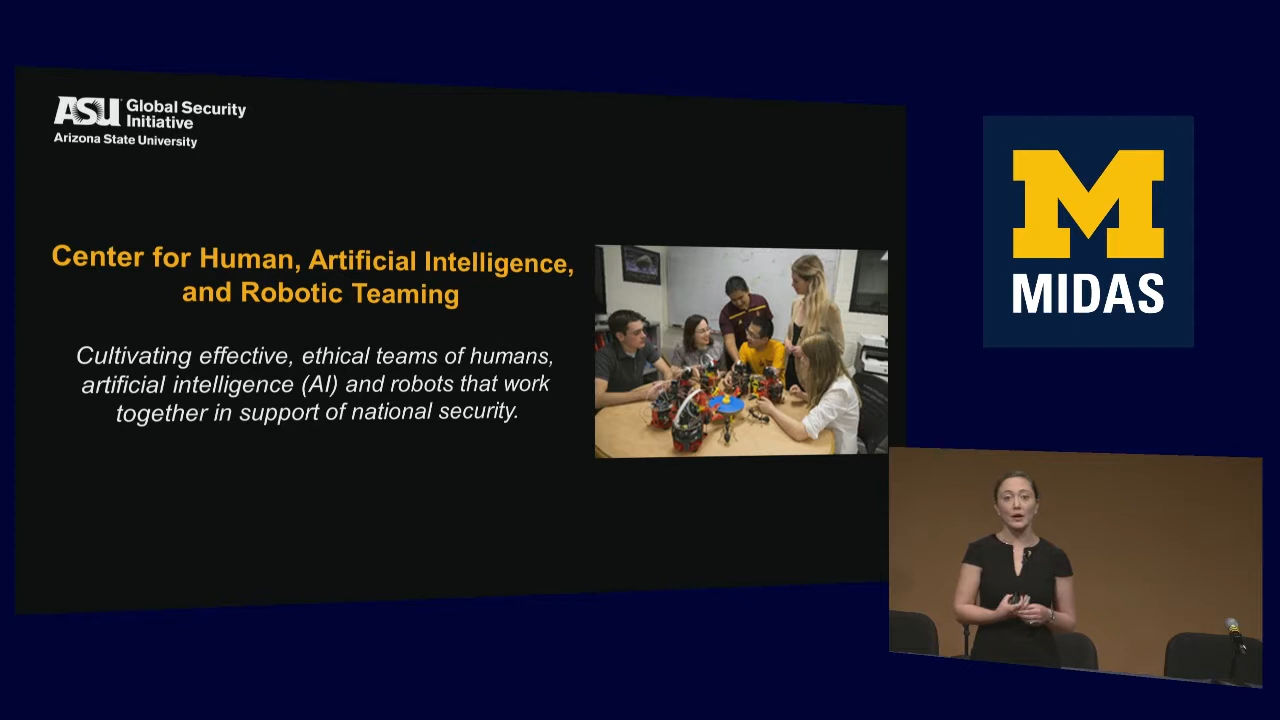 ASU Global Security
Initiative
Arizona State University
Center for Human, Artificial Intelligence,
and Robotic Teaming
Cultivating effective, ethical teams of humans,
artificial intelligence (AI) and robots that work
together in support of national security.
M
MIDAS